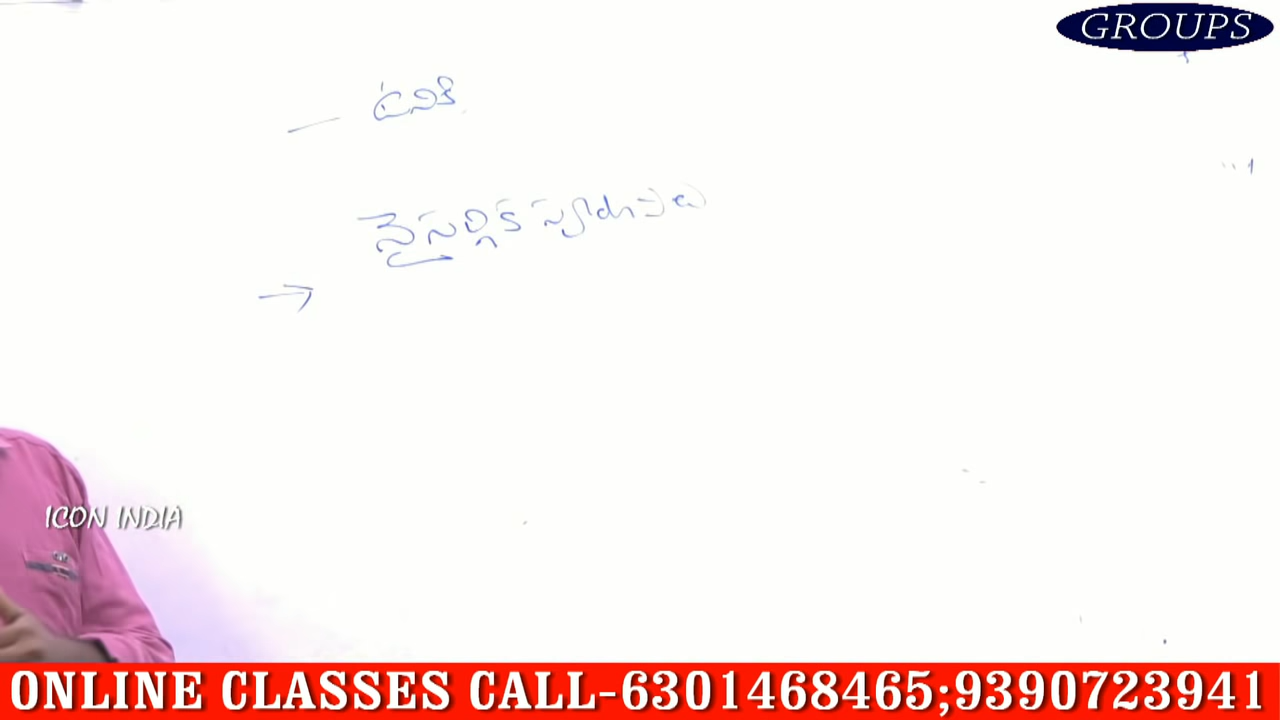 GROUPS
ఉనికి
నైసర్గిక స్వరూపం
ICON INDIA
ONLINE CLASSES CALL-6301468465;9390723941